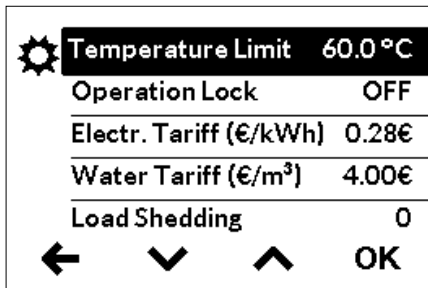 Temperature Limit 60.0 °C
Operation Lock OFF
Electr. Tariff (€/kWh) 0.28€
Water Tariff (€/m³) 4.00€
Load Shedding 0
OK